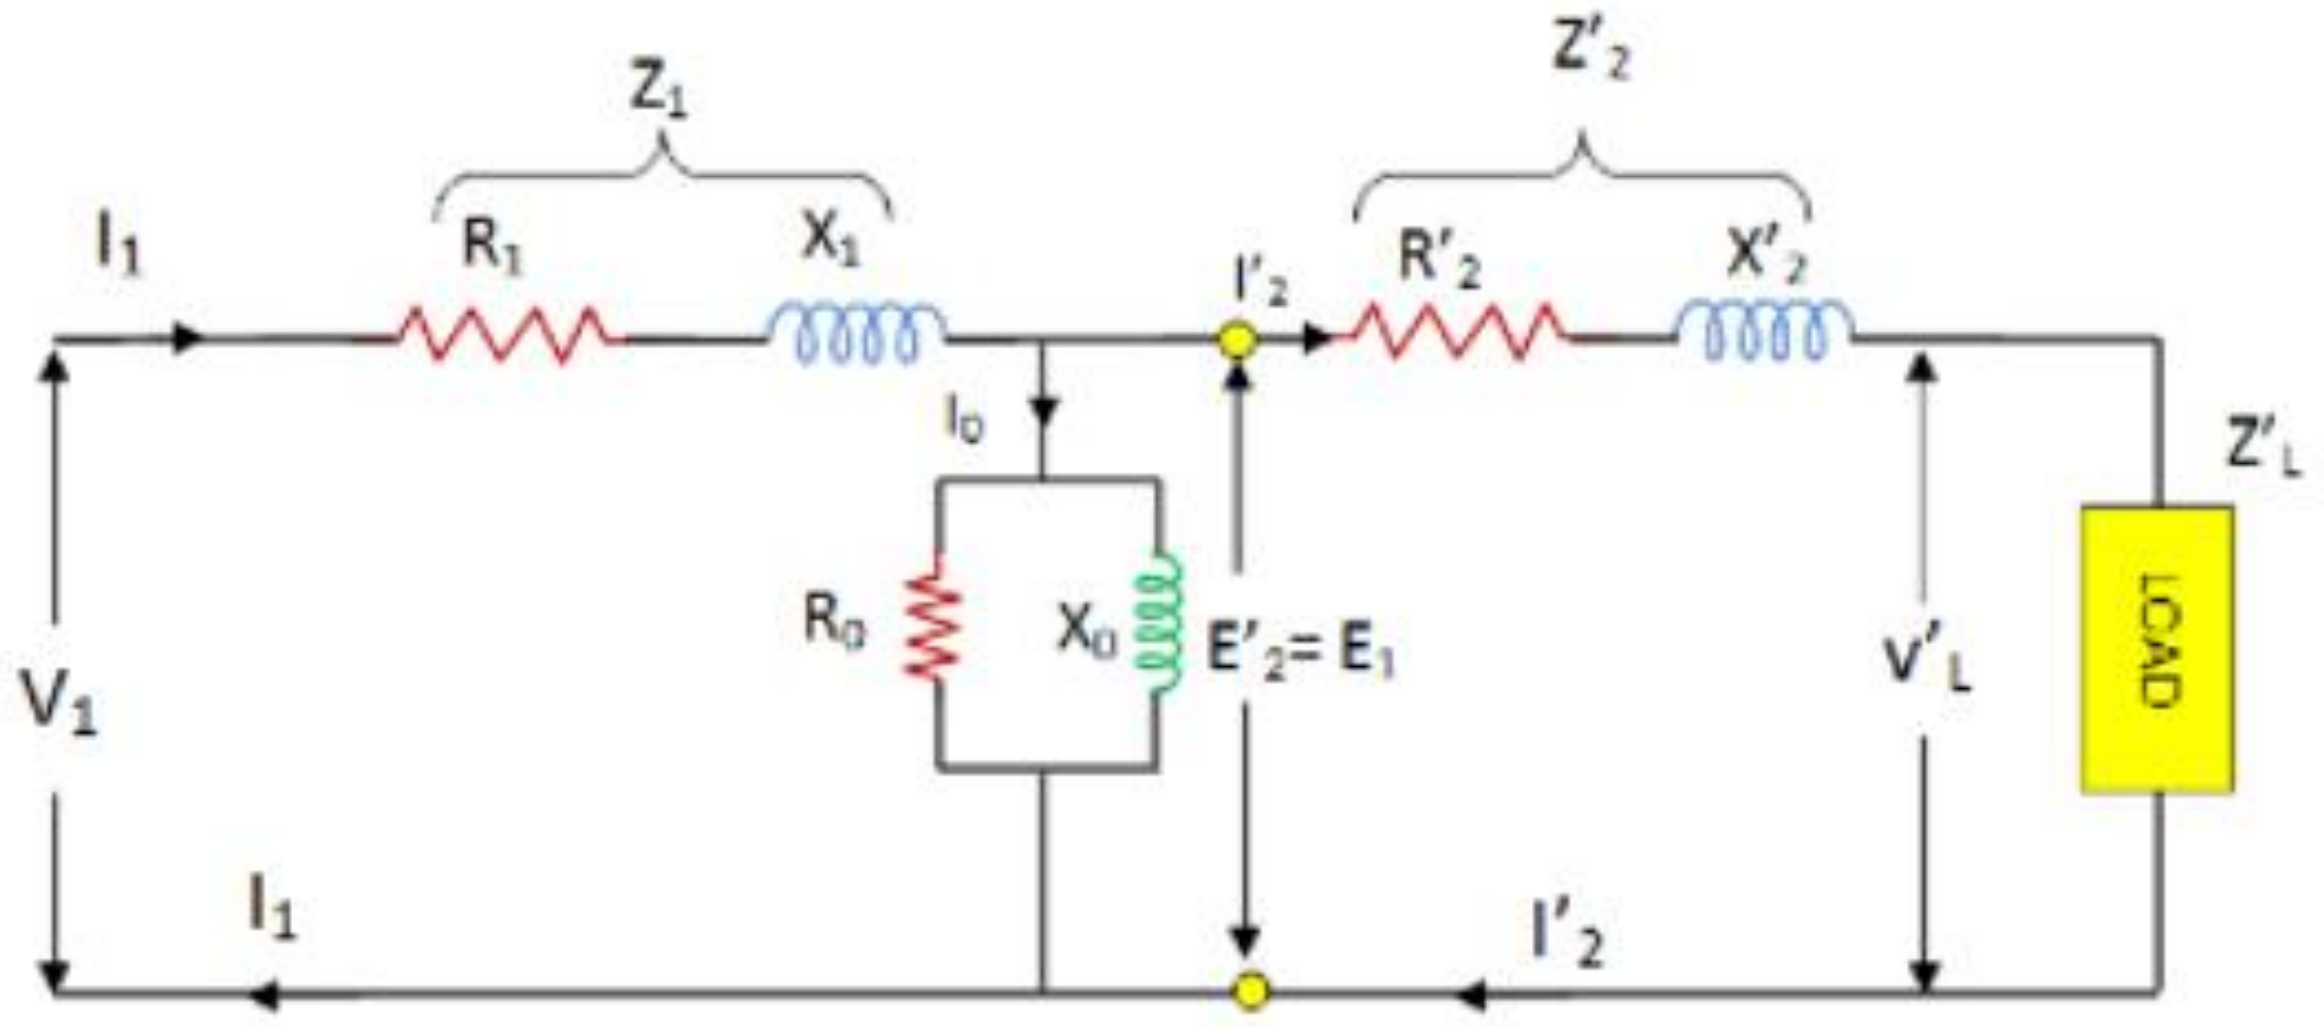 Z₁
Z′₂
I₁
R₁
X₁
I′₂
R′₂
X′₂
I₀
Z′L
R₀
X₀
E′₂= E₁
V′L
LOAD
V₁
I₁
I′₂